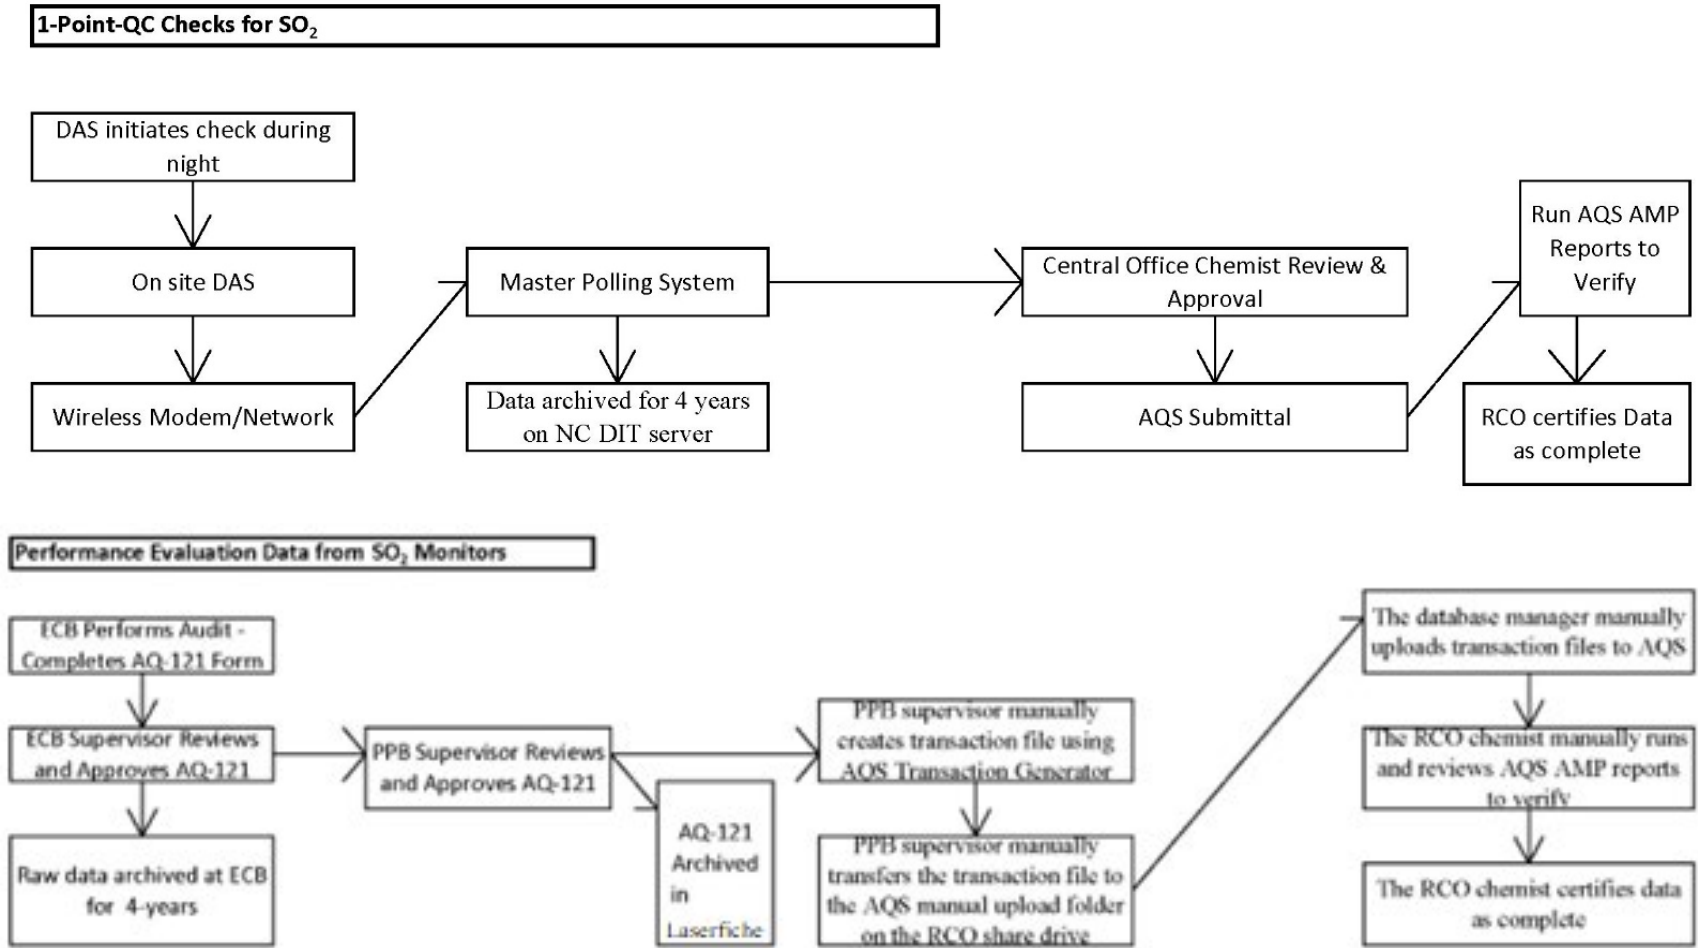 1-Point-QC Checks for SO₂
DAS initiates check during
night
On site DAS
Wireless Modem/Network
Master Polling System
Data archived for 4 years
on NC DIT server
Central Office Chemist Review &
Approval
AQS Submittal
Run AQS AMP
Reports to
Verify
RCO certifies Data
as complete
Performance Evaluation Data from SO₂ Monitors
ECB Performs Audit -
Completes AQ-121 Form
ECB Supervisor Reviews
and Approves AQ-121
Raw data archived at ECB
for 4-years
PPB Supervisor Reviews
and Approves AQ-121
AQ-121
Archived
in
Laserfiche
PPB supervisor manually
creates transaction file using
AQS Transaction Generator
PPB supervisor manually
transfers the transaction file to
the AQS manual upload folder
on the RCO share drive
The database manager manually
uploads transaction files to AQS
The RCO chemist manually runs
and reviews AQS AMP reports
to verify
The RCO chemist certifies data
as complete